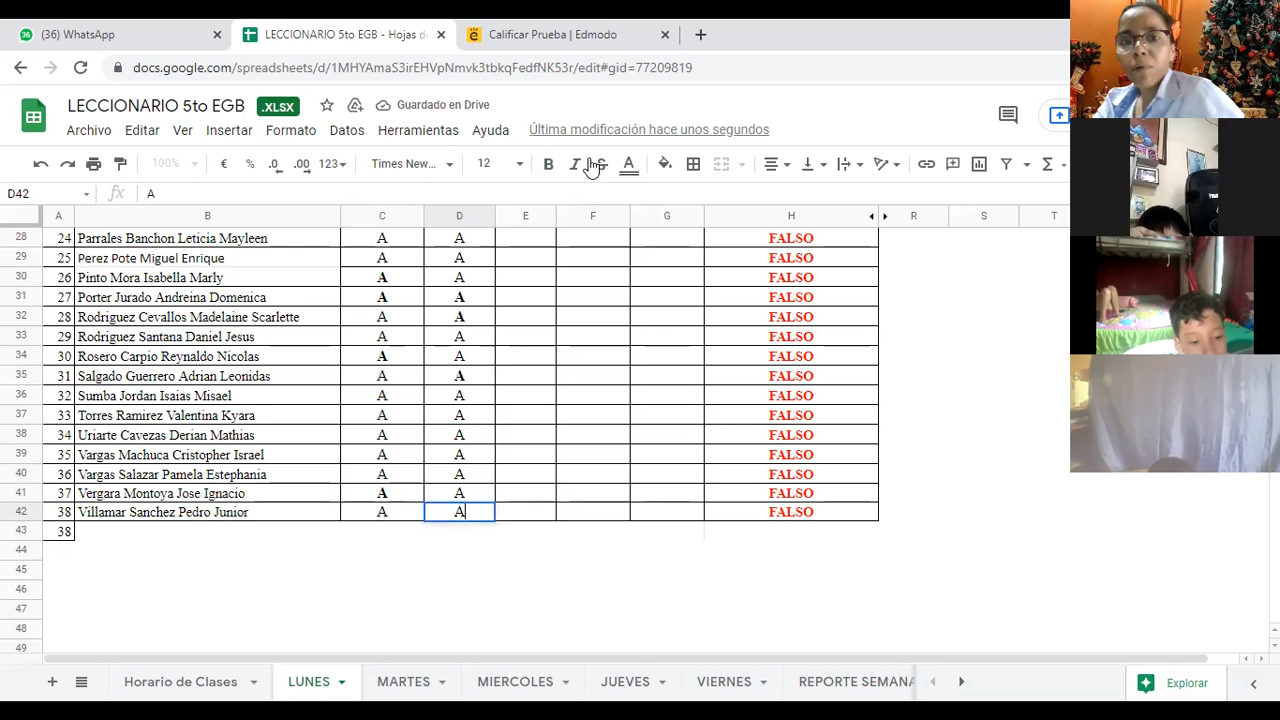 36 (36) WhatsApp
LECCIONARIO 5to EGB - Hojas de
Calificar Prueba | Edmodo
docs.google.com/spreadsheets/d/1MHYAmaS3irEHVpNmvk3tbkqFedfNK53r/edit#gid=77209819
LECCIONARIO 5to EGB .XLSX Guardado en Drive
Archivo Editar Ver Insertar Formato Datos Herramientas Ayuda Última modificación hace unos segundos
100% € % .0 .00 123 Times New... 12 B I S A Σ
D42 fx A
A B C D E F G H R S T
28 24 Parrales Banchon Leticia Mayleen A A FALSO
29 25 Perez Pote Miguel Enrique A A FALSO
30 26 Pinto Mora Isabella Marly A A FALSO
31 27 Porter Jurado Andreina Domenica A A FALSO
32 28 Rodriguez Cevallos Madelaine Scarlette A A FALSO
33 29 Rodriguez Santana Daniel Jesus A A FALSO
34 30 Rosero Carpio Reynaldo Nicolas A A FALSO
35 31 Salgado Guerrero Adrian Leonidas A A FALSO
36 32 Sumba Jordan Isaias Misael A A FALSO
37 33 Torres Ramirez Valentina Kyara A A FALSO
38 34 Uriarte Cavezas Derian Mathias A A FALSO
39 35 Vargas Machuca Cristopher Israel A A FALSO
40 36 Vargas Salazar Pamela Estephania A A FALSO
41 37 Vergara Montoya Jose Ignacio A A FALSO
42 38 Villamar Sanchez Pedro Junior A A FALSO
43 38
44
45
46
47
48
49
Horario de Clases LUNES MARTES MIERCOLES JUEVES VIERNES REPORTE SEMANA Explorar